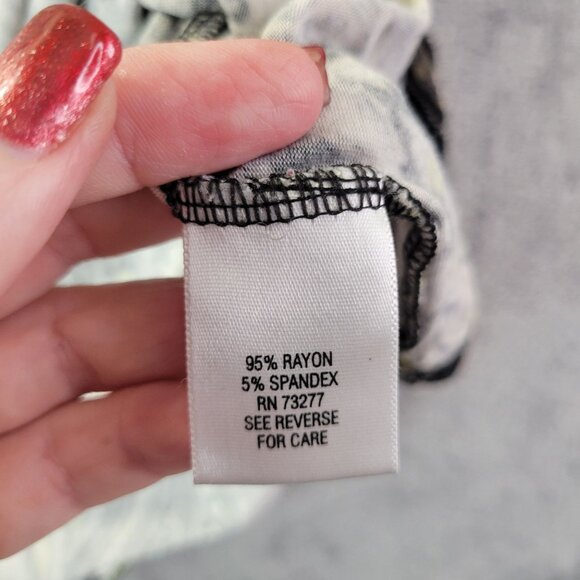 95% RAYON
5% SPANDEX
RN 73277
SEE REVERSE
FOR CARE